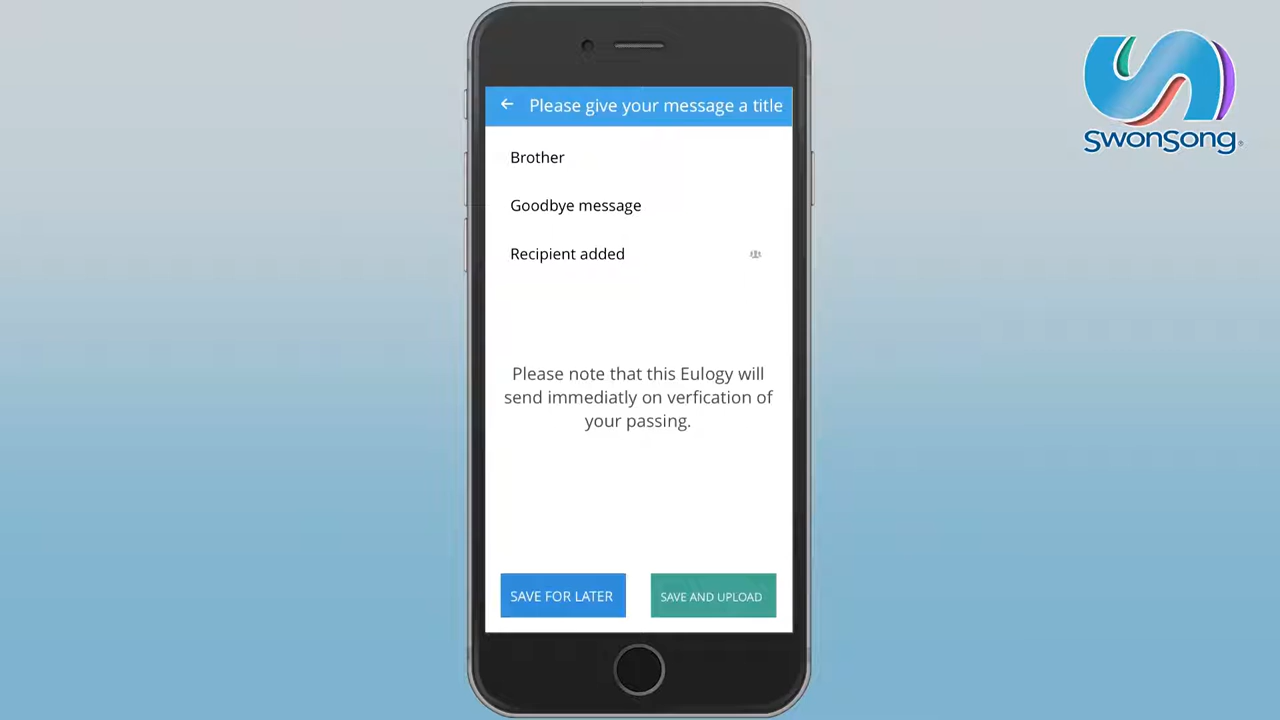 Please give your message a title
SwonSong®
Brother
Goodbye message
Recipient added
Please note that this Eulogy will
send immediatly on verfication of
your passing.
SAVE FOR LATER
SAVE AND UPLOAD